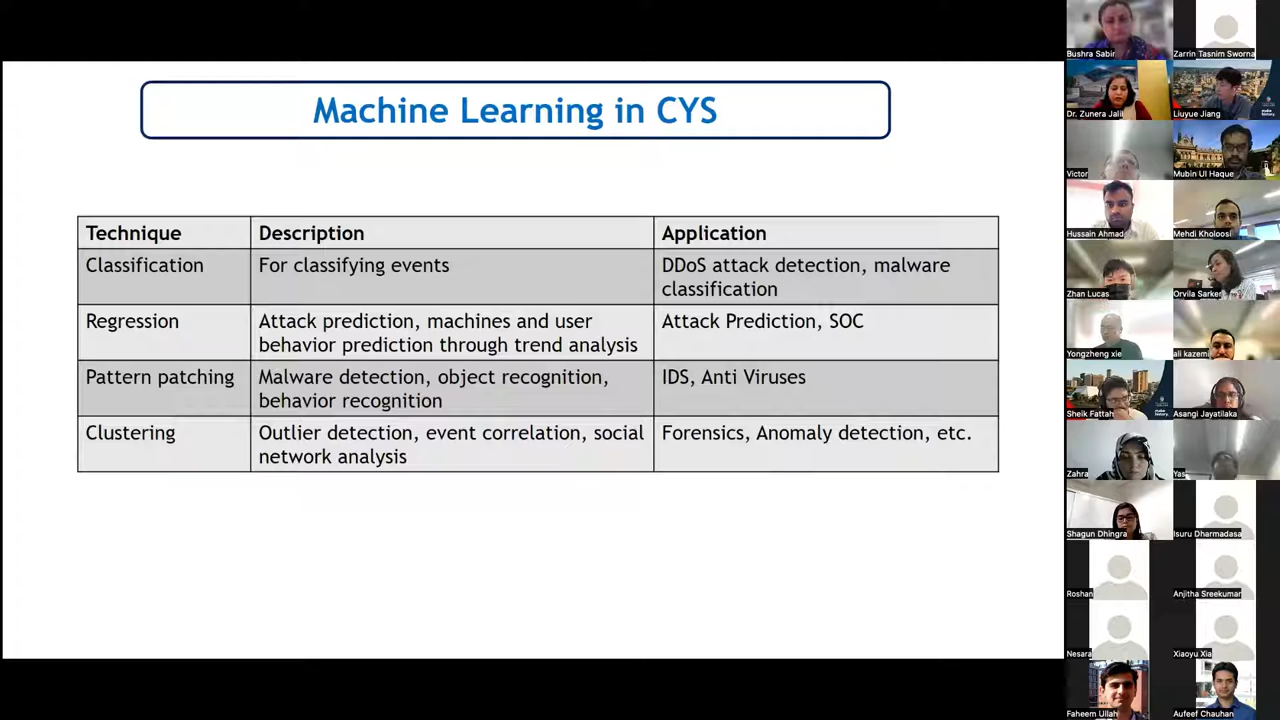 Machine Learning in CYS
Technique Description Application
Classification For classifying events DDoS attack detection, malware
classification
Regression Attack prediction, machines and user Attack Prediction, SOC
behavior prediction through trend analysis
Pattern patching Malware detection, object recognition, IDS, Anti Viruses
behavior recognition
Clustering Outlier detection, event correlation, social Forensics, Anomaly detection, etc.
network analysis
Bushra Sabir Zarrin Tasnim Sworna
Dr. Zunera Jalil Liuyue Jiang
Victor Mubin Ul Haque
Hussain Ahmad Mehdi Kholoosi
Zhan Lucas Orvila Sarker
Yongzheng xie ali kazemi
Sheik Fattah Asangi Jayatilaka
Zahra Yas
Shagun Dhingra Isuru Dharmadasa
Roshan Anjitha Sreekumar
Nesara Xiaoyu Xia
Faheem Ullah Aufeef Chauhan